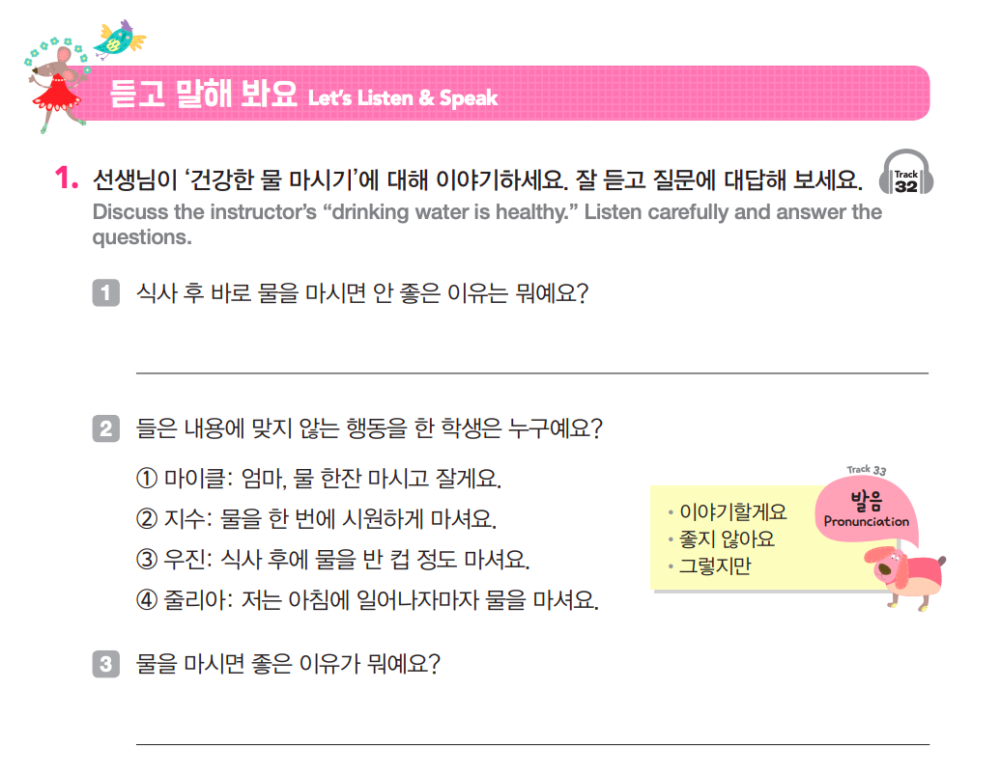 듣고 말해 봐요 Let's Listen & Speak
1. 선생님이 ‘건강한 물 마시기’에 대해 이야기하세요. 잘 듣고 질문에 대답해 보세요.
Track
32
Discuss the instructor's “drinking water is healthy.” Listen carefully and answer the
questions.
1 식사 후 바로 물을 마시면 안 좋은 이유는 뭐예요?
2 들은 내용에 맞지 않는 행동을 한 학생은 누구예요?
① 마이클: 엄마, 물 한잔 마시고 잘게요.
② 지수: 물을 한 번에 시원하게 마셔요.
③ 우진: 식사 후에 물을 반 컵 정도 마셔요.
④ 줄리아: 저는 아침에 일어나자마자 물을 마셔요.
Track 33
발음
Pronunciation
• 이야기할게요
• 좋지 않아요
• 그렇지만
3 물을 마시면 좋은 이유가 뭐예요?